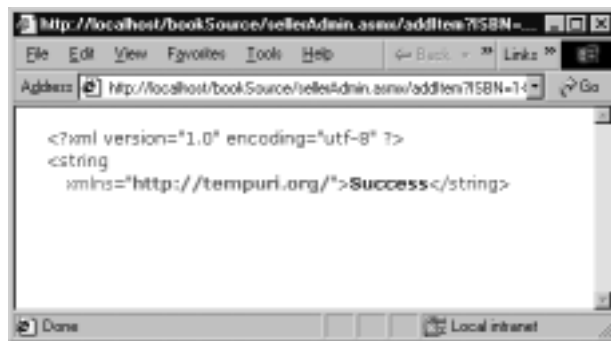 http://localhost/bookSource/sellerAdmin.asmx/addItem?ISBN=...
File Edit View Favorites Tools Help Back Links
Address http://localhost/bookSource/sellerAdmin.asmx/addItem?ISBN=1- Go
<?xml version="1.0" encoding="utf-8" ?>
<string
xmlns="http://tempuri.org/">Success</string>
Done Local intranet